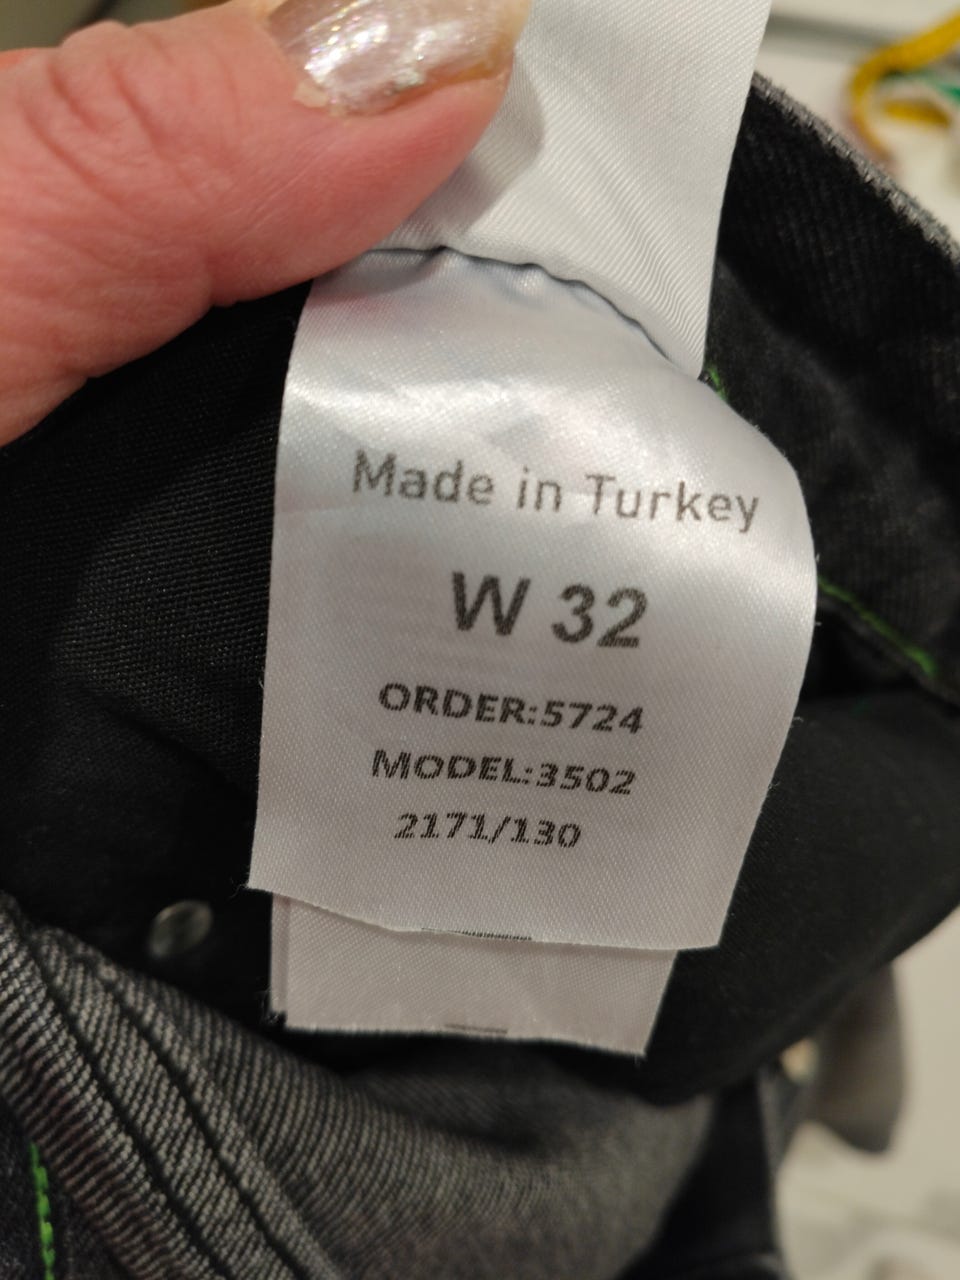 Made in Turkey
W 32
ORDER:5724
MODEL:3502
2171/130